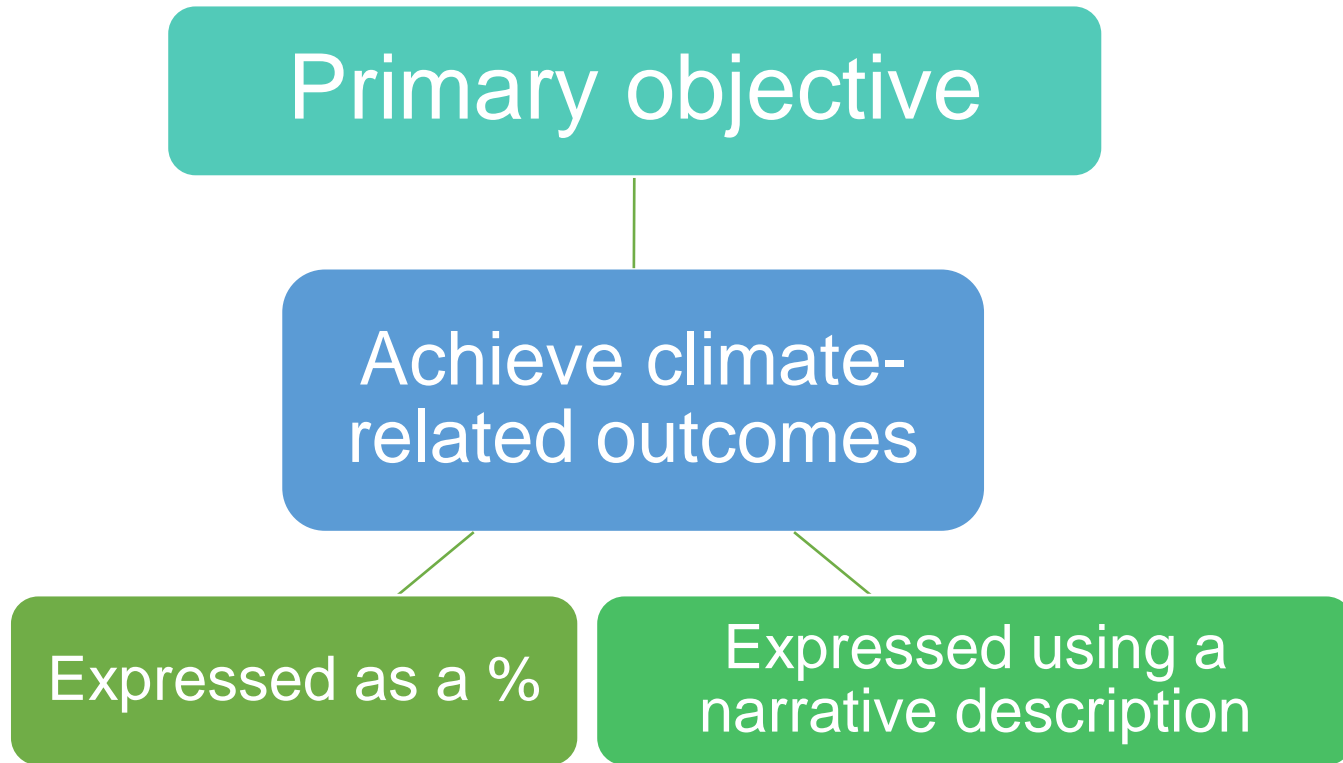 Primary objective
Achieve climate-
related outcomes
Expressed as a %
Expressed using a
narrative description